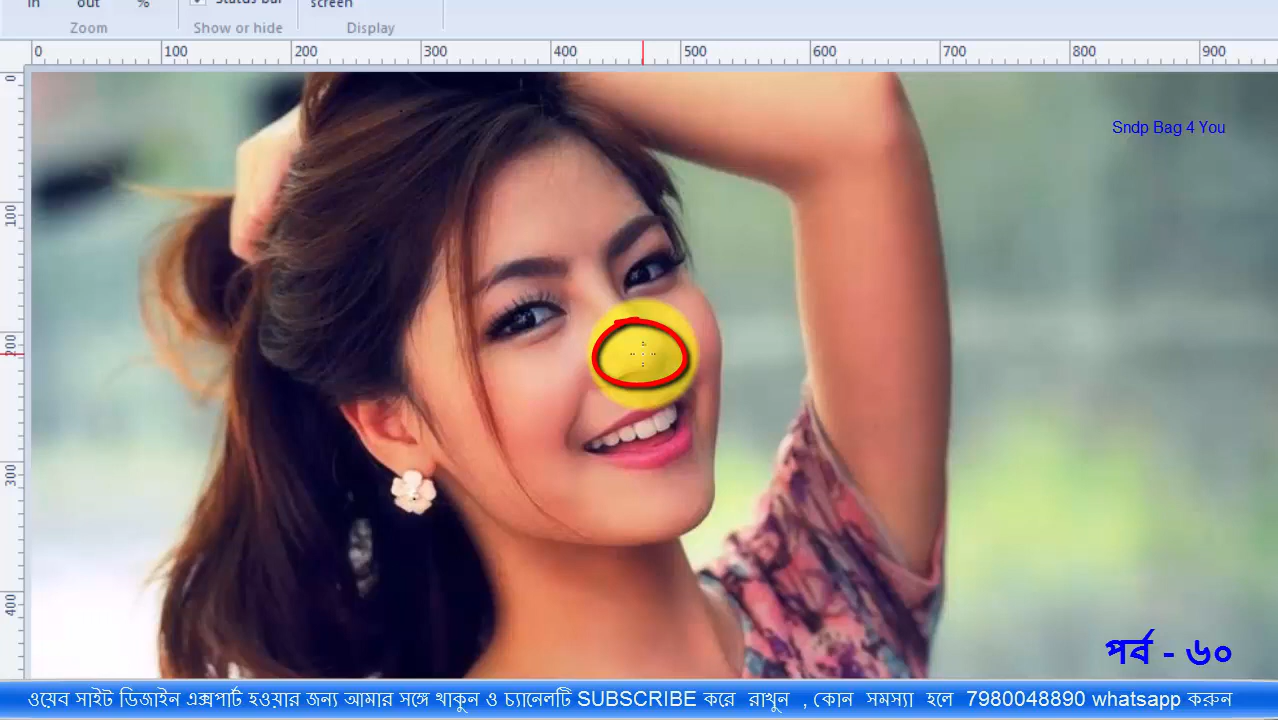 in out % Status bar screen
Zoom Show or hide Display
0 100 200 300 400 500 600 700 800 900
0
100
200
300
400
Sndp Bag 4 You
পর্ব - ৬০
ওয়েব সাইট ডিজাইন এক্সপার্ট হওয়ার জন্য আমার সঙ্গে থাকুন ও চ্যানেলটি SUBSCRIBE করে রাখুন , কোন সমস্যা হলে 7980048890 whatsapp করুন